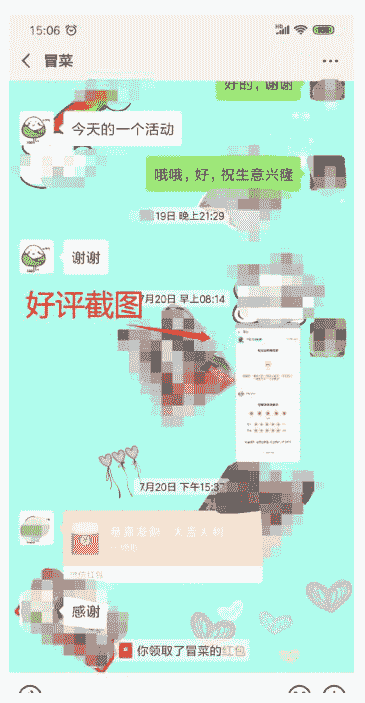 15:06
冒菜
好的，谢谢
今天的一个活动
哦哦，好，祝生意兴隆
19日 晚上21:29
谢谢
7月20日 早上08:14
好评截图
7月20日 下午15:37
感谢
你领取了冒菜的红包